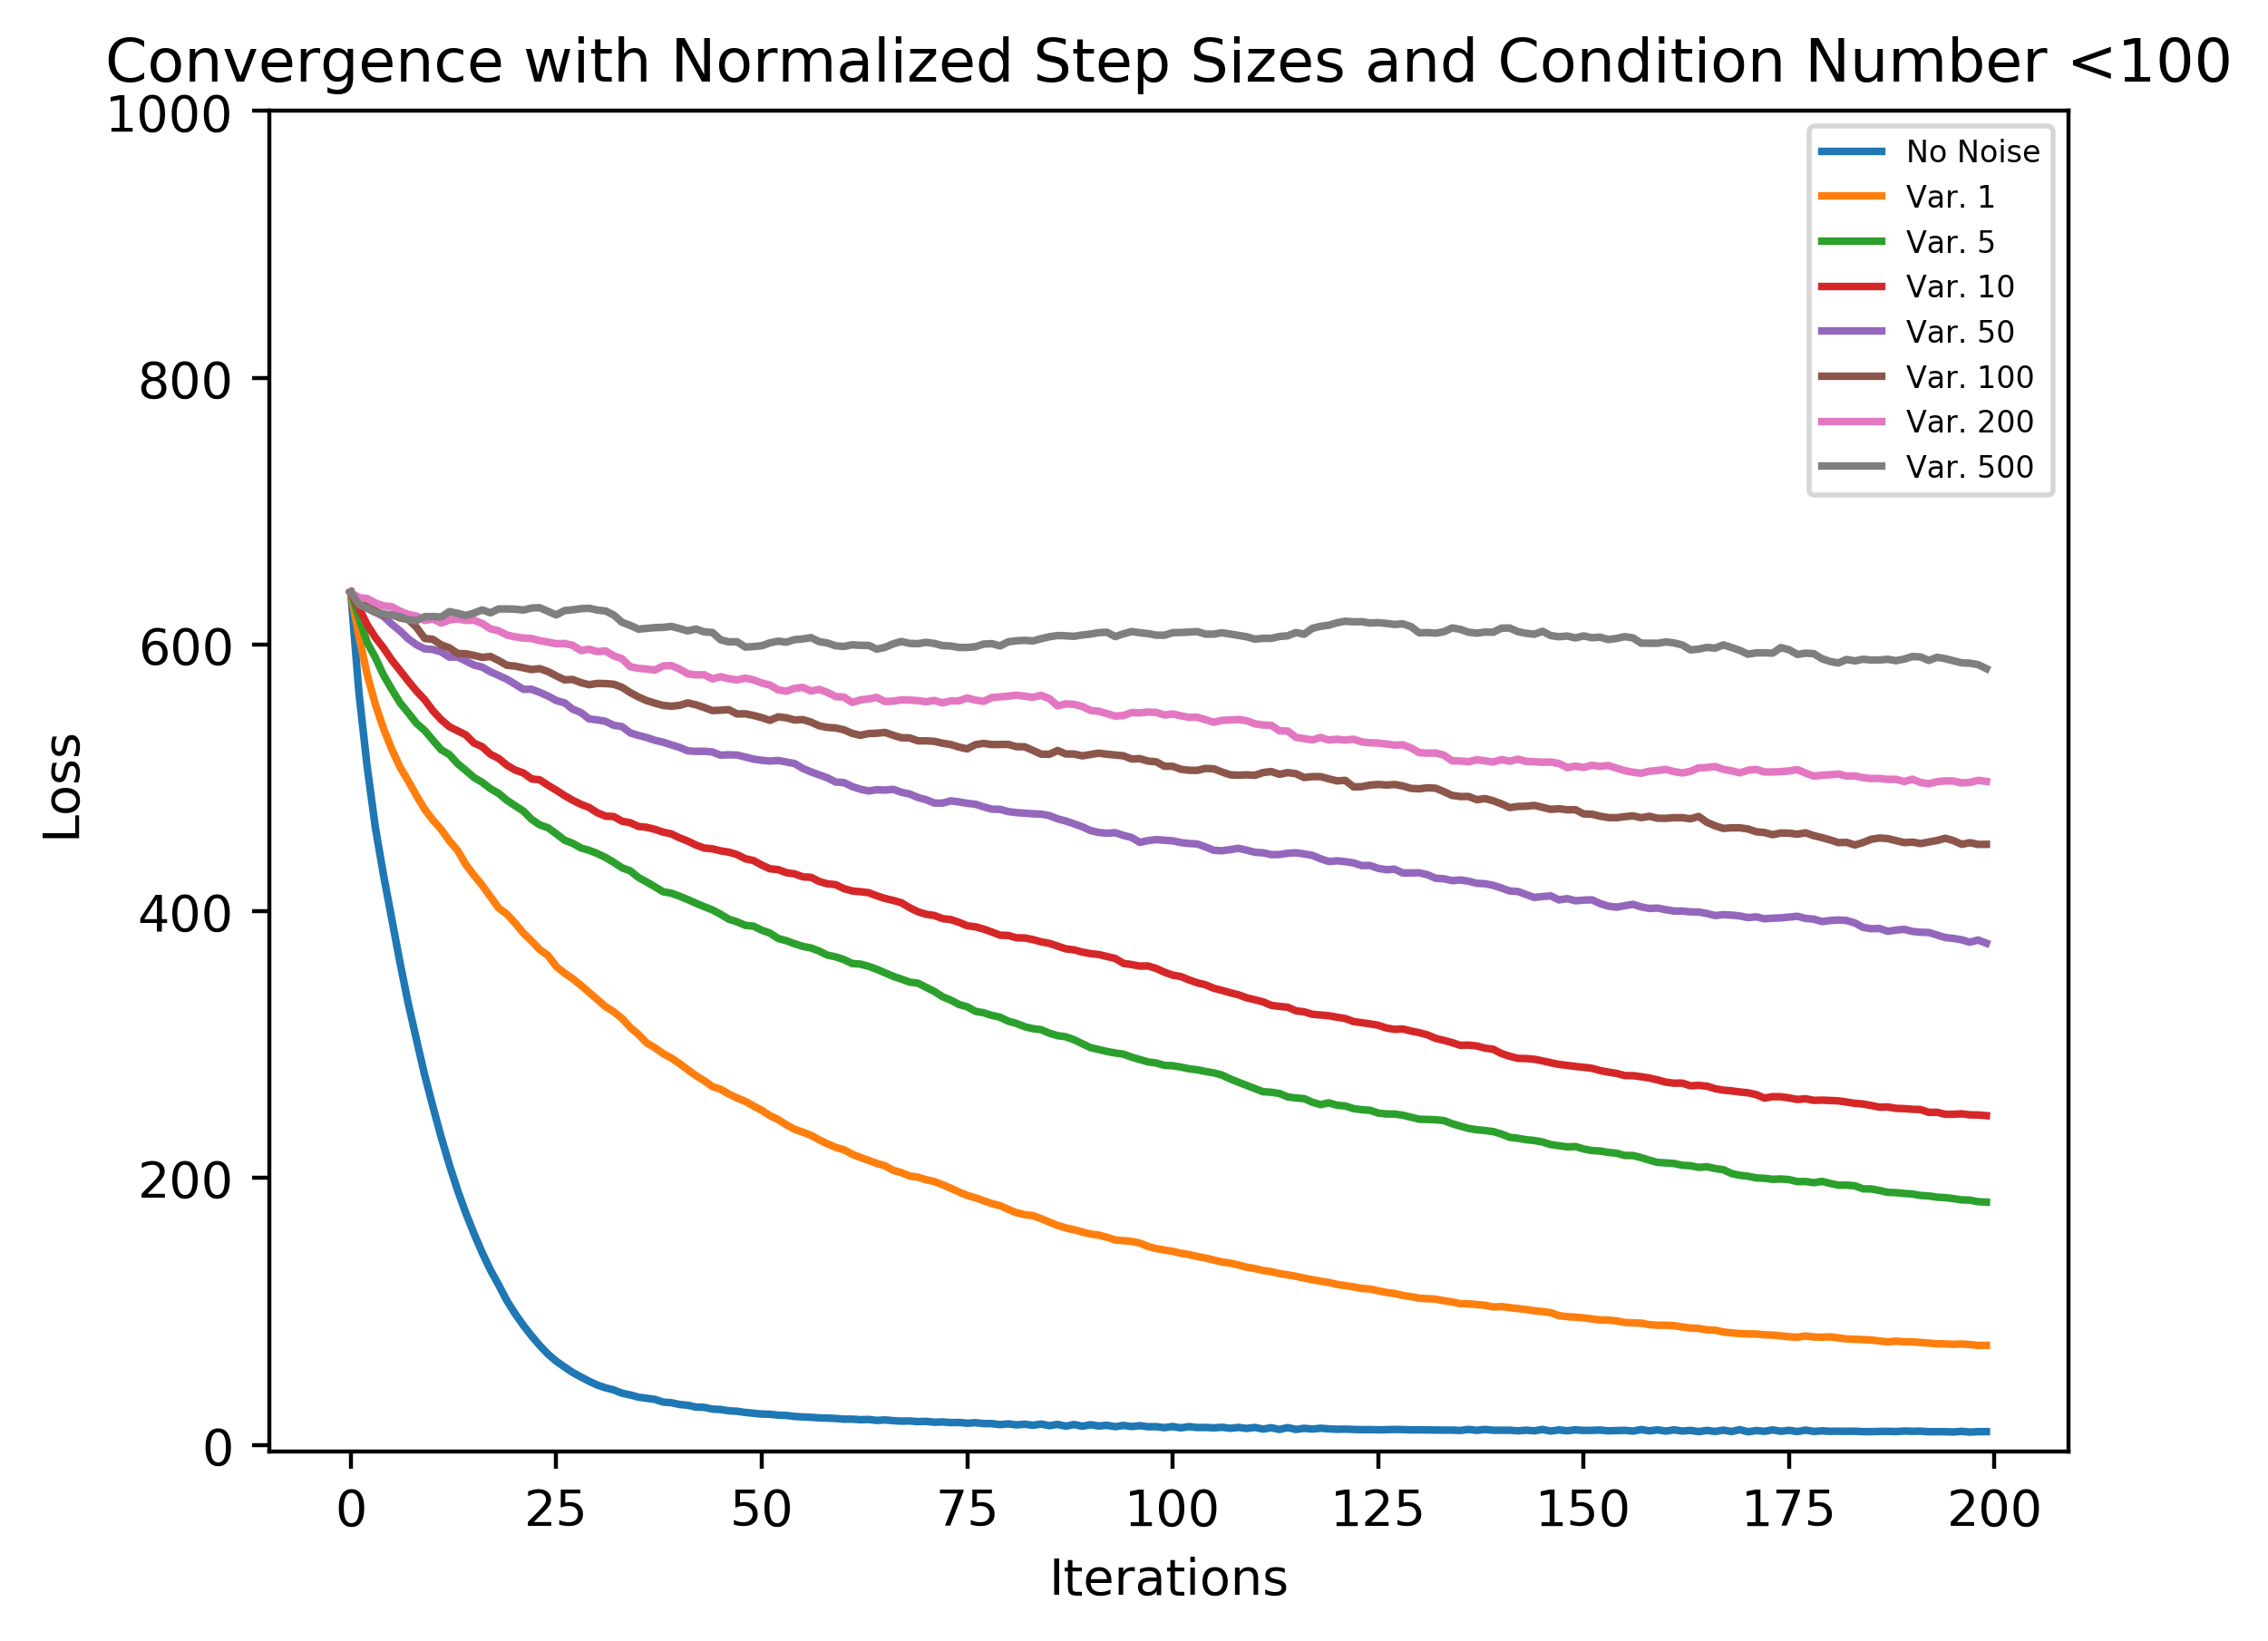 Convergence with Normalized Step Sizes and Condition Number <100
1000
800
600
400
200
0
Loss
No Noise
Var. 1
Var. 5
Var. 10
Var. 50
Var. 100
Var. 200
Var. 500
0 25 50 75 100 125 150 175 200
Iterations